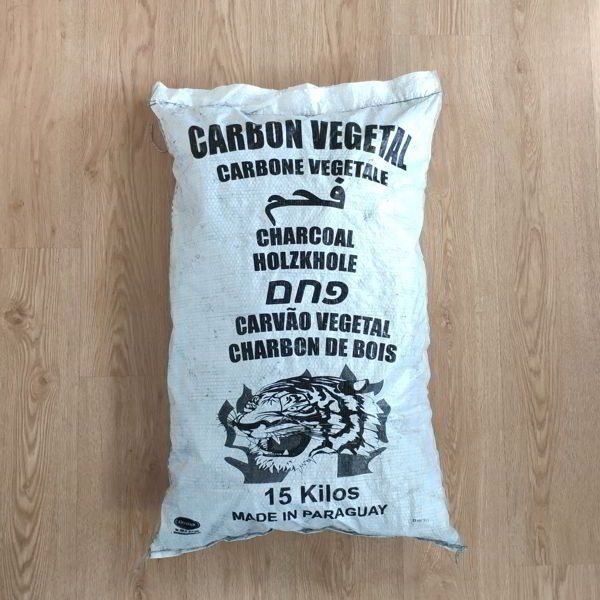 CARBON VEGETAL
CARBONE VEGETALE
فحم
CHARCOAL
HOLZKHOLE
פחם
CARVÃO VEGETAL
CHARBON DE BOIS
15 Kilos
MADE IN PARAGUAY